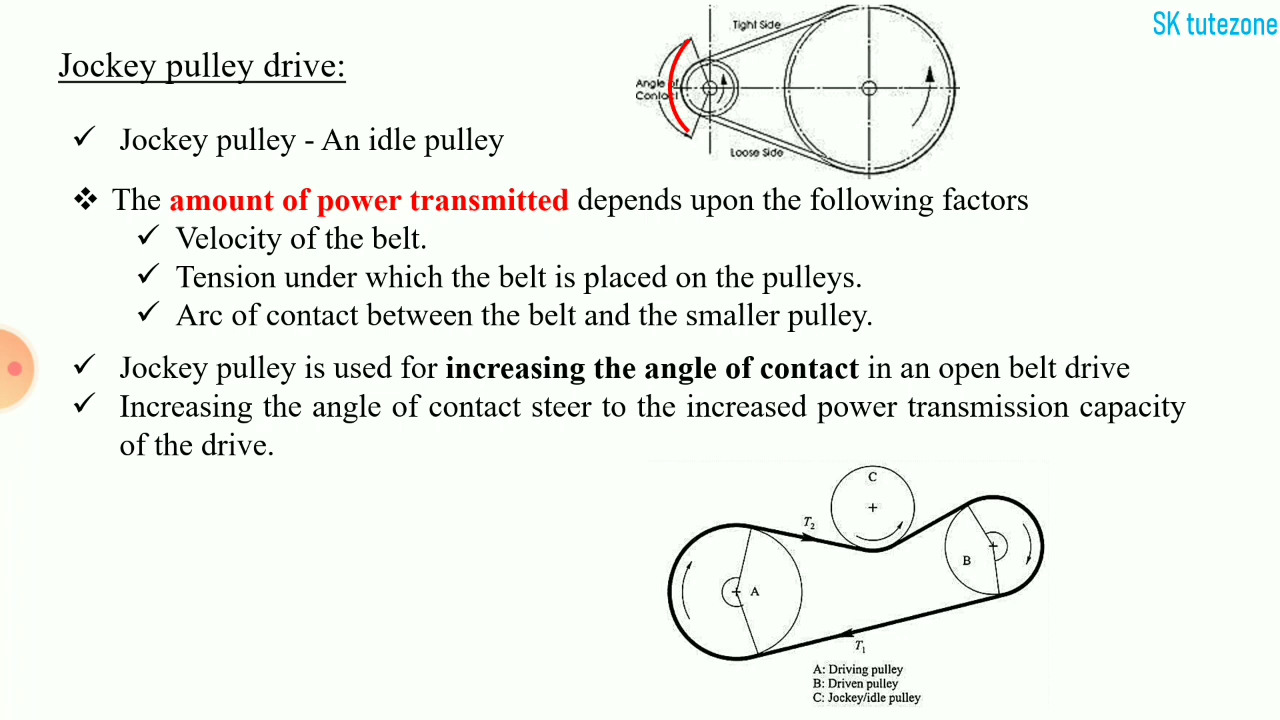 SK tutezone
Jockey pulley drive:
Tight Side
Angle of
Contact
Loose Side
✓ Jockey pulley - An idle pulley
❖ The amount of power transmitted depends upon the following factors
✓ Velocity of the belt.
✓ Tension under which the belt is placed on the pulleys.
✓ Arc of contact between the belt and the smaller pulley.
✓ Jockey pulley is used for increasing the angle of contact in an open belt drive
✓ Increasing the angle of contact steer to the increased power transmission capacity
of the drive.
C
T₂
B
A
T₁
A: Driving pulley
B: Driven pulley
C: Jockey/idle pulley